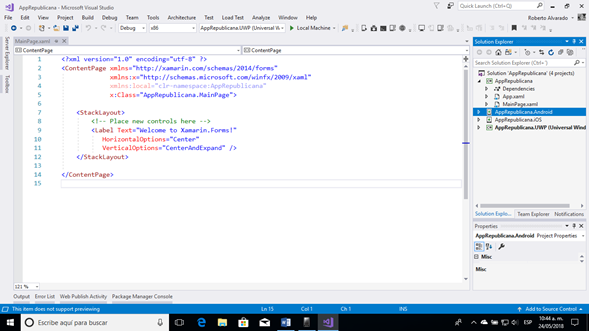 AppRepublicana - Microsoft Visual Studio
Quick Launch (Ctrl+Q)
File Edit View Project Build Debug Team Tools Architecture Test Load Test Analyze Window Help
Roberto Alvarado
Debug x86 AppRepublicana.UWP (Universal W Local Machine
Server Explorer
Toolbox
MainPage.xaml
ContentPage
ContentPage
1 <?xml version="1.0" encoding="utf-8" ?>
2 <ContentPage xmlns="http://xamarin.com/schemas/2014/forms"
3 xmlns:x="http://schemas.microsoft.com/winfx/2009/xaml"
4 xmlns:local="clr-namespace:AppRepublicana"
5 x:Class="AppRepublicana.MainPage">
6
7 <StackLayout>
8 <!-- Place new controls here -->
9 <Label Text="Welcome to Xamarin.Forms!"
10 HorizontalOptions="Center"
11 VerticalOptions="CenterAndExpand" />
12 </StackLayout>
13
14 </ContentPage>
15
121 %
Solution Explorer
Search Solution Explorer (Ctrl+')
Solution 'AppRepublicana' (4 projects)
AppRepublicana
Dependencies
App.xaml
MainPage.xaml
AppRepublicana.Android
AppRepublicana.iOS
AppRepublicana.UWP (Universal Wind
Solution Explo... Team Explorer Notifications
Properties
AppRepublicana.Android Project Properties
Misc
Misc
Output Error List Web Publish Activity Package Manager Console
This item does not support previewing
Ln 15 Col 1 Ch 1 INS
Add to Source Control
Escribe aquí para buscar
ESP
10:44 a. m.
24/05/2018